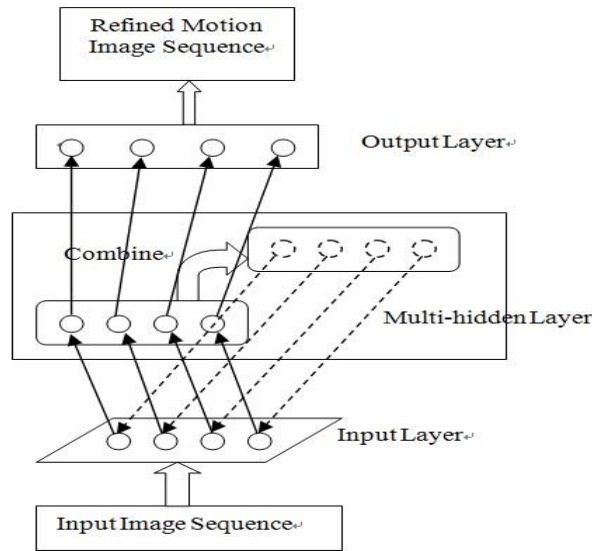 Refined Motion
Image Sequence
Output Layer
Combine
Multi-hidden Layer
Input Layer
Input Image Sequence